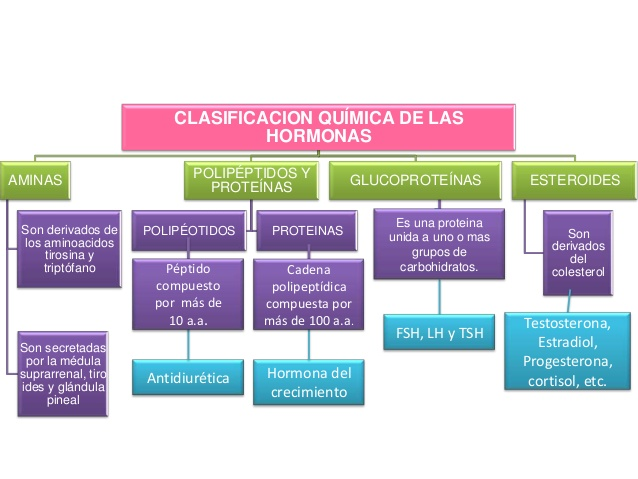 CLASIFICACION QUÍMICA DE LAS
HORMONAS
AMINAS
POLIPÉPTIDOS Y
PROTEÍNAS
GLUCOPROTEÍNAS
ESTEROIDES
Son derivados de
los aminoacidos
tirosina y
triptófano
Son secretadas
por la médula
suprarrenal, tiro
ides y glándula
pineal
POLIPÉOTIDOS
Péptido
compuesto
por más de
10 a.a.
Antidiurética
PROTEINAS
Cadena
polipeptídica
compuesta por
más de 100 a.a.
Hormona del
crecimiento
Es una proteina
unida a uno o mas
grupos de
carbohidratos.
FSH, LH y TSH
Son
derivados
del
colesterol
Testosterona,
Estradiol,
Progesterona,
cortisol, etc.